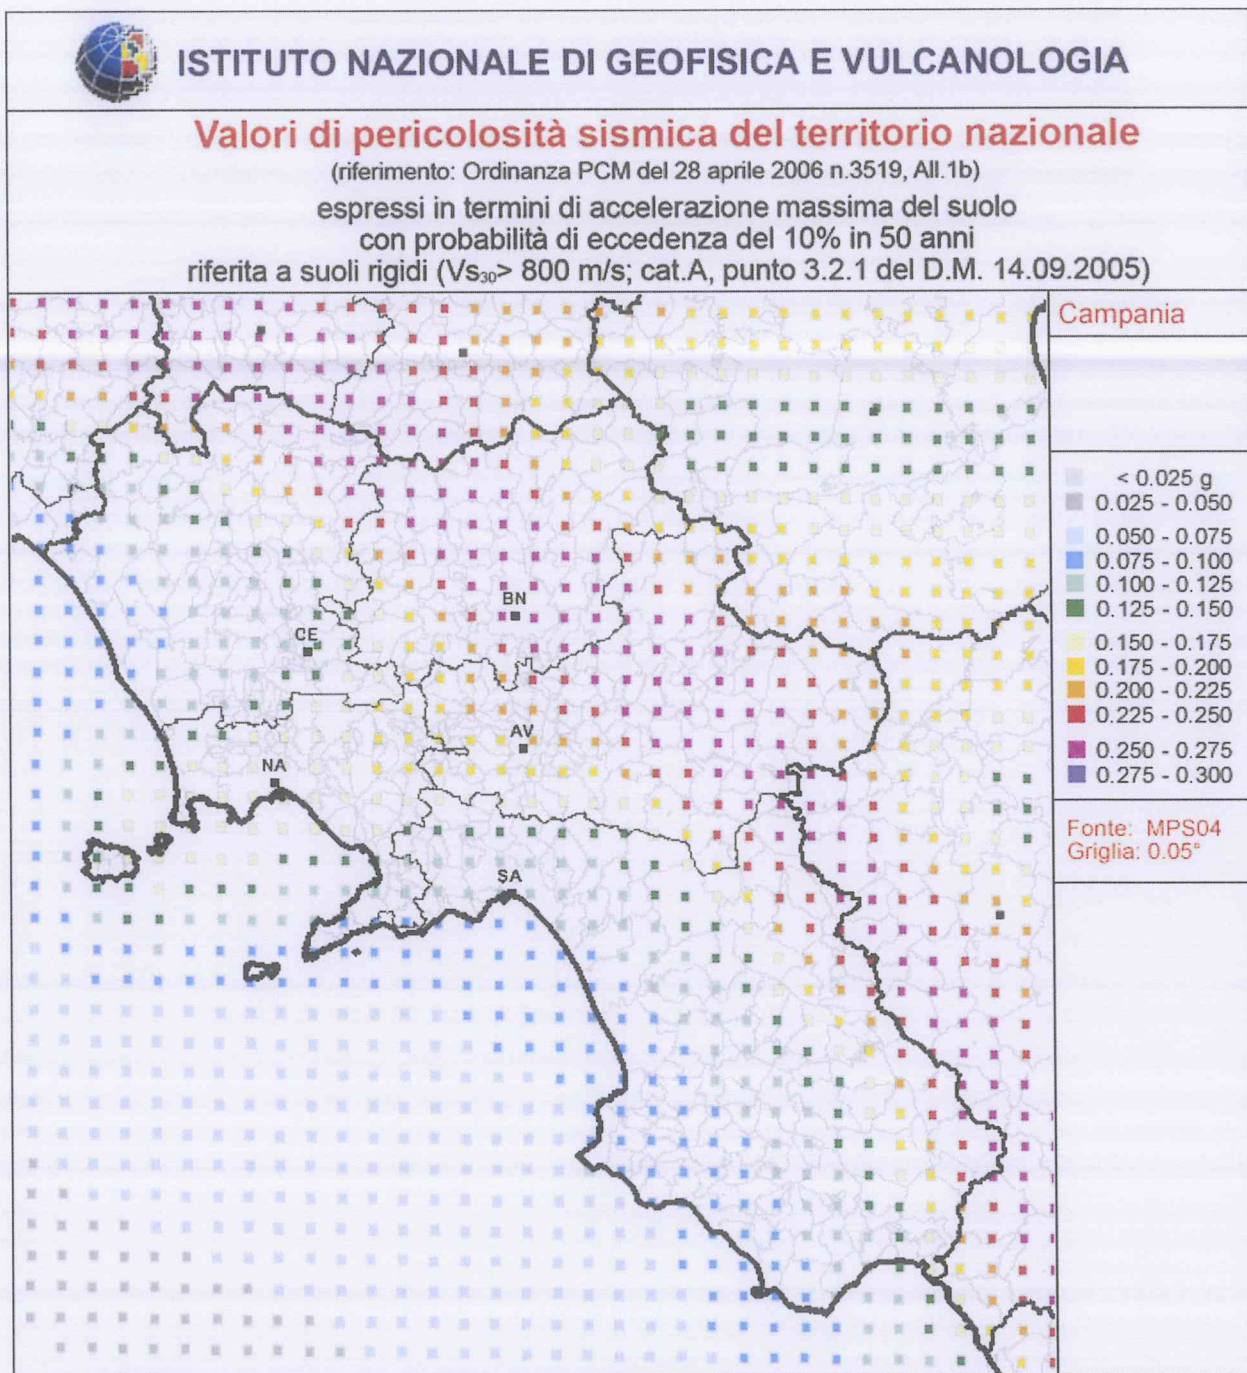 ISTITUTO NAZIONALE DI GEOFISICA E VULCANOLOGIA
Valori di pericolosità sismica del territorio nazionale
(riferimento: Ordinanza PCM del 28 aprile 2006 n.3519, All.1b)
espressi in termini di accelerazione massima del suolo
con probabilità di eccedenza del 10% in 50 anni
riferita a suoli rigidi (Vs₃₀> 800 m/s; cat.A, punto 3.2.1 del D.M. 14.09.2005)
Campania
< 0.025 g
0.025 - 0.050
0.050 - 0.075
0.075 - 0.100
0.100 - 0.125
0.125 - 0.150
0.150 - 0.175
0.175 - 0.200
0.200 - 0.225
0.225 - 0.250
0.250 - 0.275
0.275 - 0.300
Fonte: MPS04
Griglia: 0.05°
BN
CE
AV
NA
SA